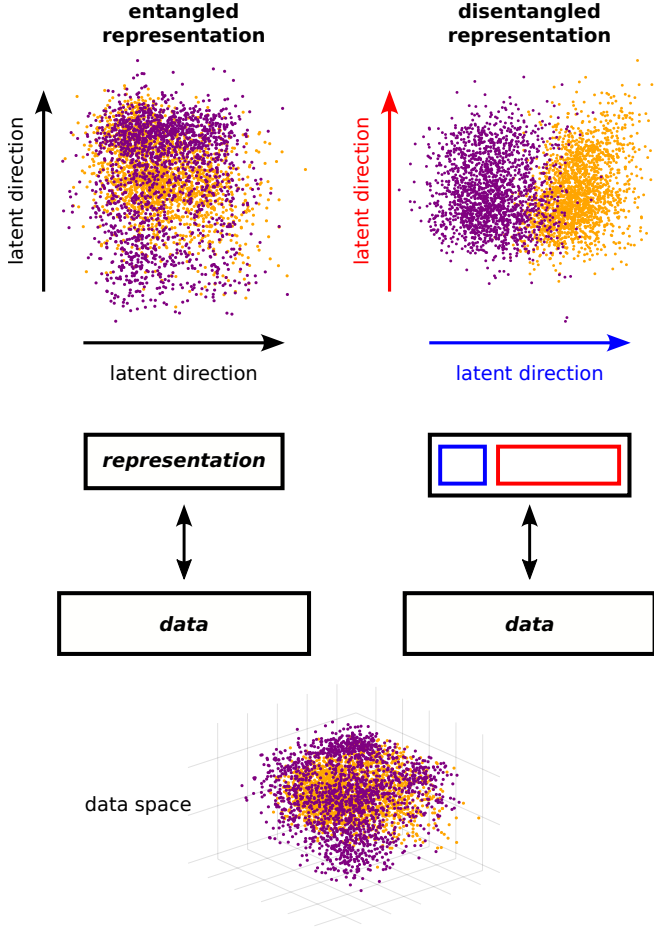 entangled
representation
disentangled
representation
latent direction
latent direction
latent direction
latent direction
representation
data
data
data space